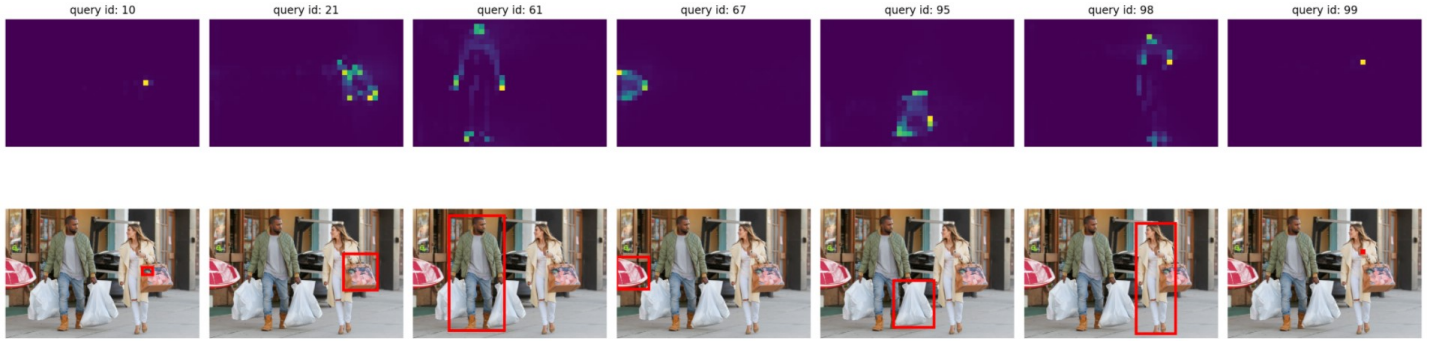 query id: 10
query id: 21
query id: 61
query id: 67
query id: 95
query id: 98
query id: 99